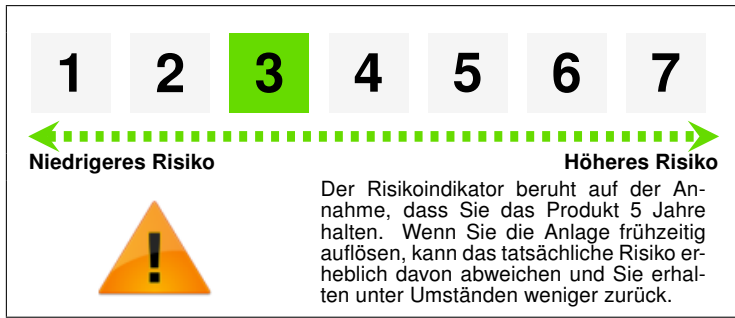 1 2 3 4 5 6 7
Niedrigeres Risiko Höheres Risiko
Der Risikoindikator beruht auf der An-
nahme, dass Sie das Produkt 5 Jahre
halten. Wenn Sie die Anlage frühzeitig
auflösen, kann das tatsächliche Risiko er-
heblich davon abweichen und Sie erhal-
ten unter Umständen weniger zurück.
!